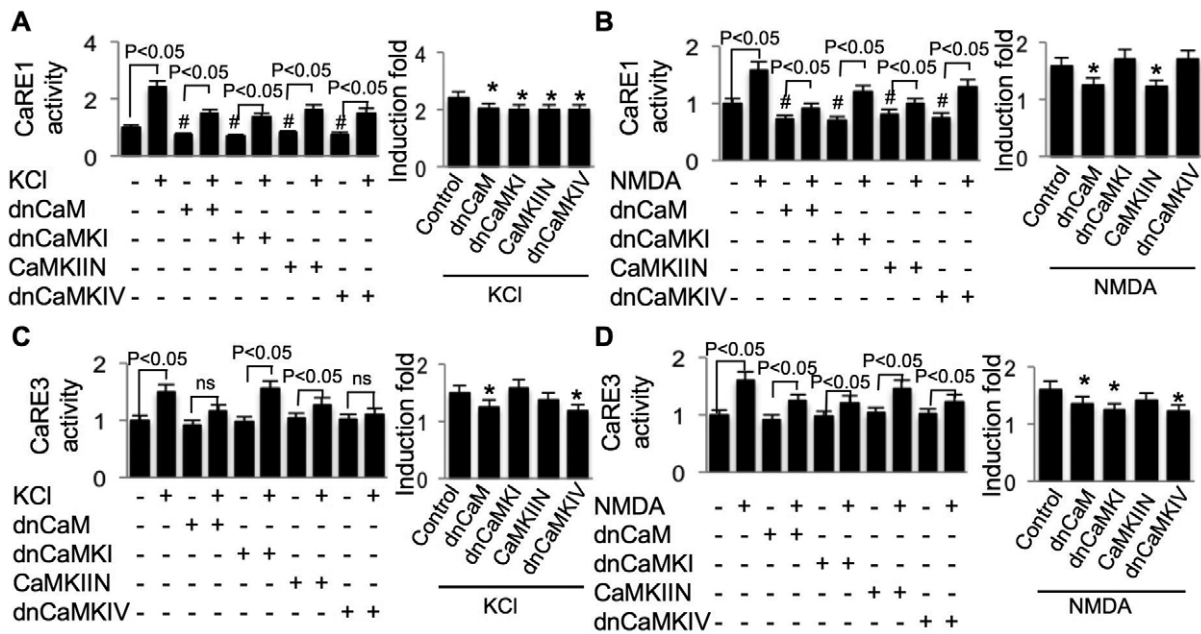 A
CaRE1
activity
4
2
0
P<0.05
P<0.05
P<0.05
P<0.05
P<0.05
# # # #
KCl - + - + - + - + - +
dnCaM - - + + - - - - - -
dnCaMKI - - - - + + - - - -
CaMKIIN - - - - - - + + - -
dnCaMKIV - - - - - - - - + +
Induction fold
4
2
0
* * * *
Control
dnCaM
dnCaMKI
CaMKIIN
dnCaMKIV
KCl
B
CaRE1
activity
2
1
0
P<0.05
P<0.05
P<0.05
P<0.05
P<0.05
# # # #
NMDA - + - + - + - + - +
dnCaM - - + + - - - - - -
dnCaMKI - - - - + + - - - -
CaMKIIN - - - - - - + + - -
dnCaMKIV - - - - - - - - + +
Induction fold
2
1
0
* *
Control
dnCaM
dnCaMKI
CaMKIIN
dnCaMKIV
NMDA
C
CaRE3
activity
2
1
0
P<0.05
ns
P<0.05
P<0.05
ns
KCl - + - + - + - + - +
dnCaM - - + + - - - - - -
dnCaMKI - - - - + + - - - -
CaMKIIN - - - - - - + + - -
dnCaMKIV - - - - - - - - + +
Induction fold
2
1
0
* *
Control
dnCaM
dnCaMKI
CaMKIIN
dnCaMKIV
KCl
D
CaRE3
activity
2
1
0
P<0.05
P<0.05
P<0.05
P<0.05
P<0.05
NMDA - + - + - + - + - +
dnCaM - - + + - - - - - -
dnCaMKI - - - - + + - - - -
CaMKIIN - - - - - - + + - -
dnCaMKIV - - - - - - - - + +
Induction fold
2
1
0
* * *
Control
dnCaM
dnCaMKI
CaMKIIN
dnCaMKIV
NMDA